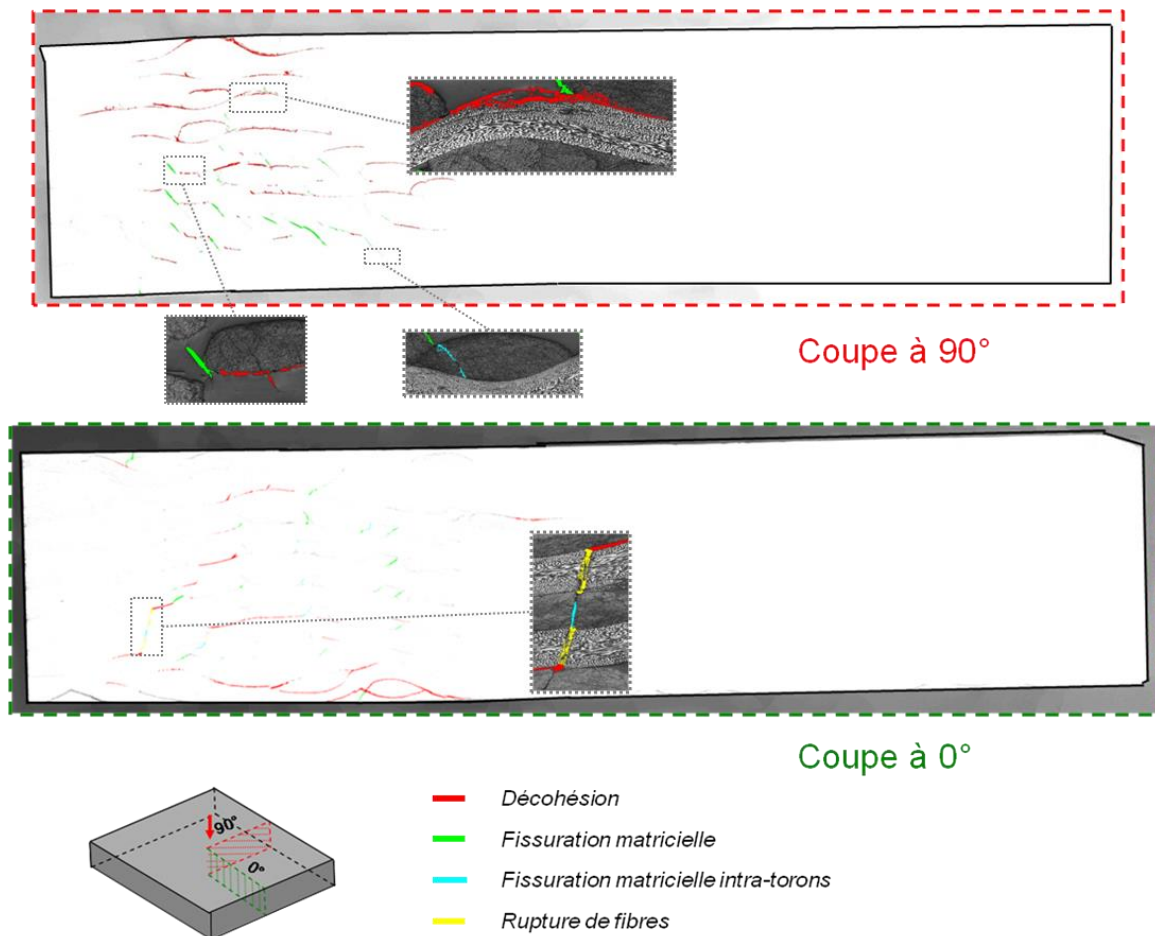 Coupe à 90°
Coupe à 0°
90°
0°
Décohésion
Fissuration matricielle
Fissuration matricielle intra-torons
Rupture de fibres